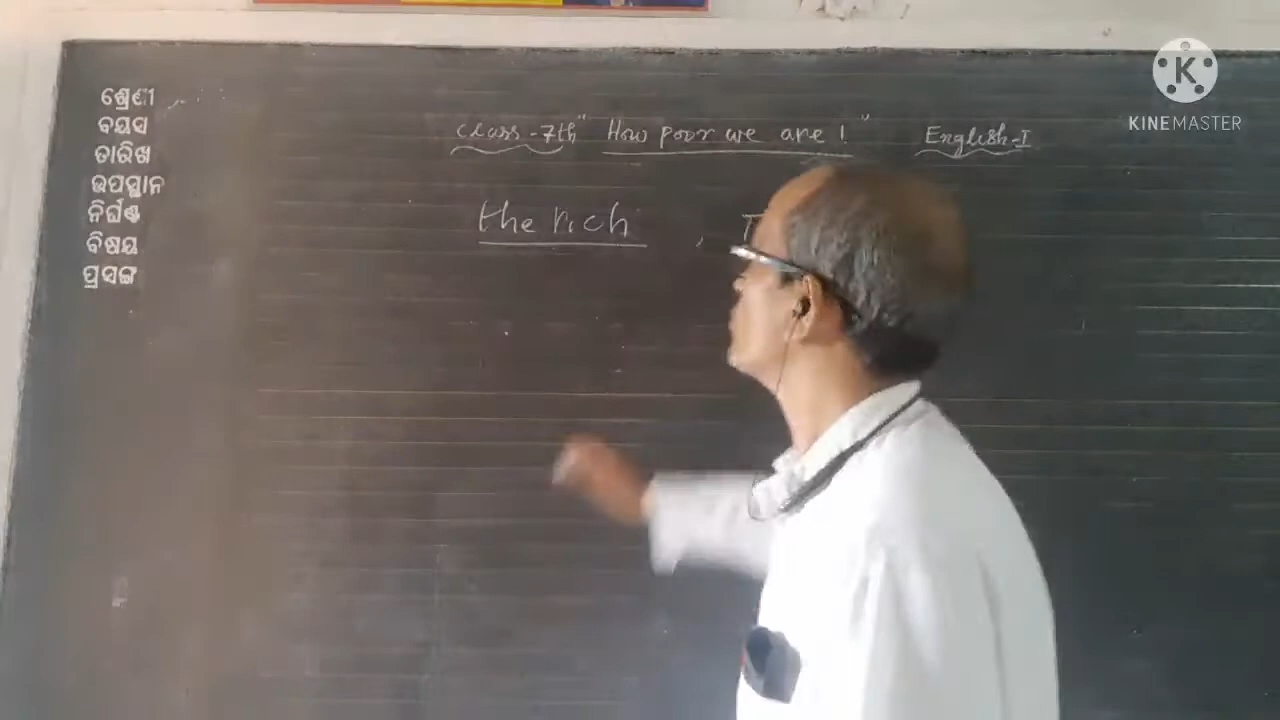 ଶ୍ରେଣୀ
ବୟସ
ତାରିଖ
ଉପସ୍ଥାନ
ନିର୍ଘଣ୍ଟ
ବିଷୟ
ପ୍ରସଙ୍ଗ
class-7th "How poor we are!" English-I
the rich , T
KINEMASTER